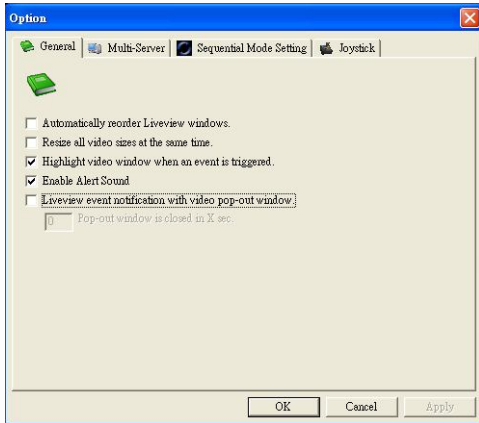 Option
General Multi-Server Sequential Mode Setting Joystick
Automatically reorder Liveview windows.
Resize all video sizes at the same time.
Highlight video window when an event is triggered.
Enable Alert Sound
Liveview event notification with video pop-out window.
0 Pop-out window is closed in X sec.
OK Cancel Apply